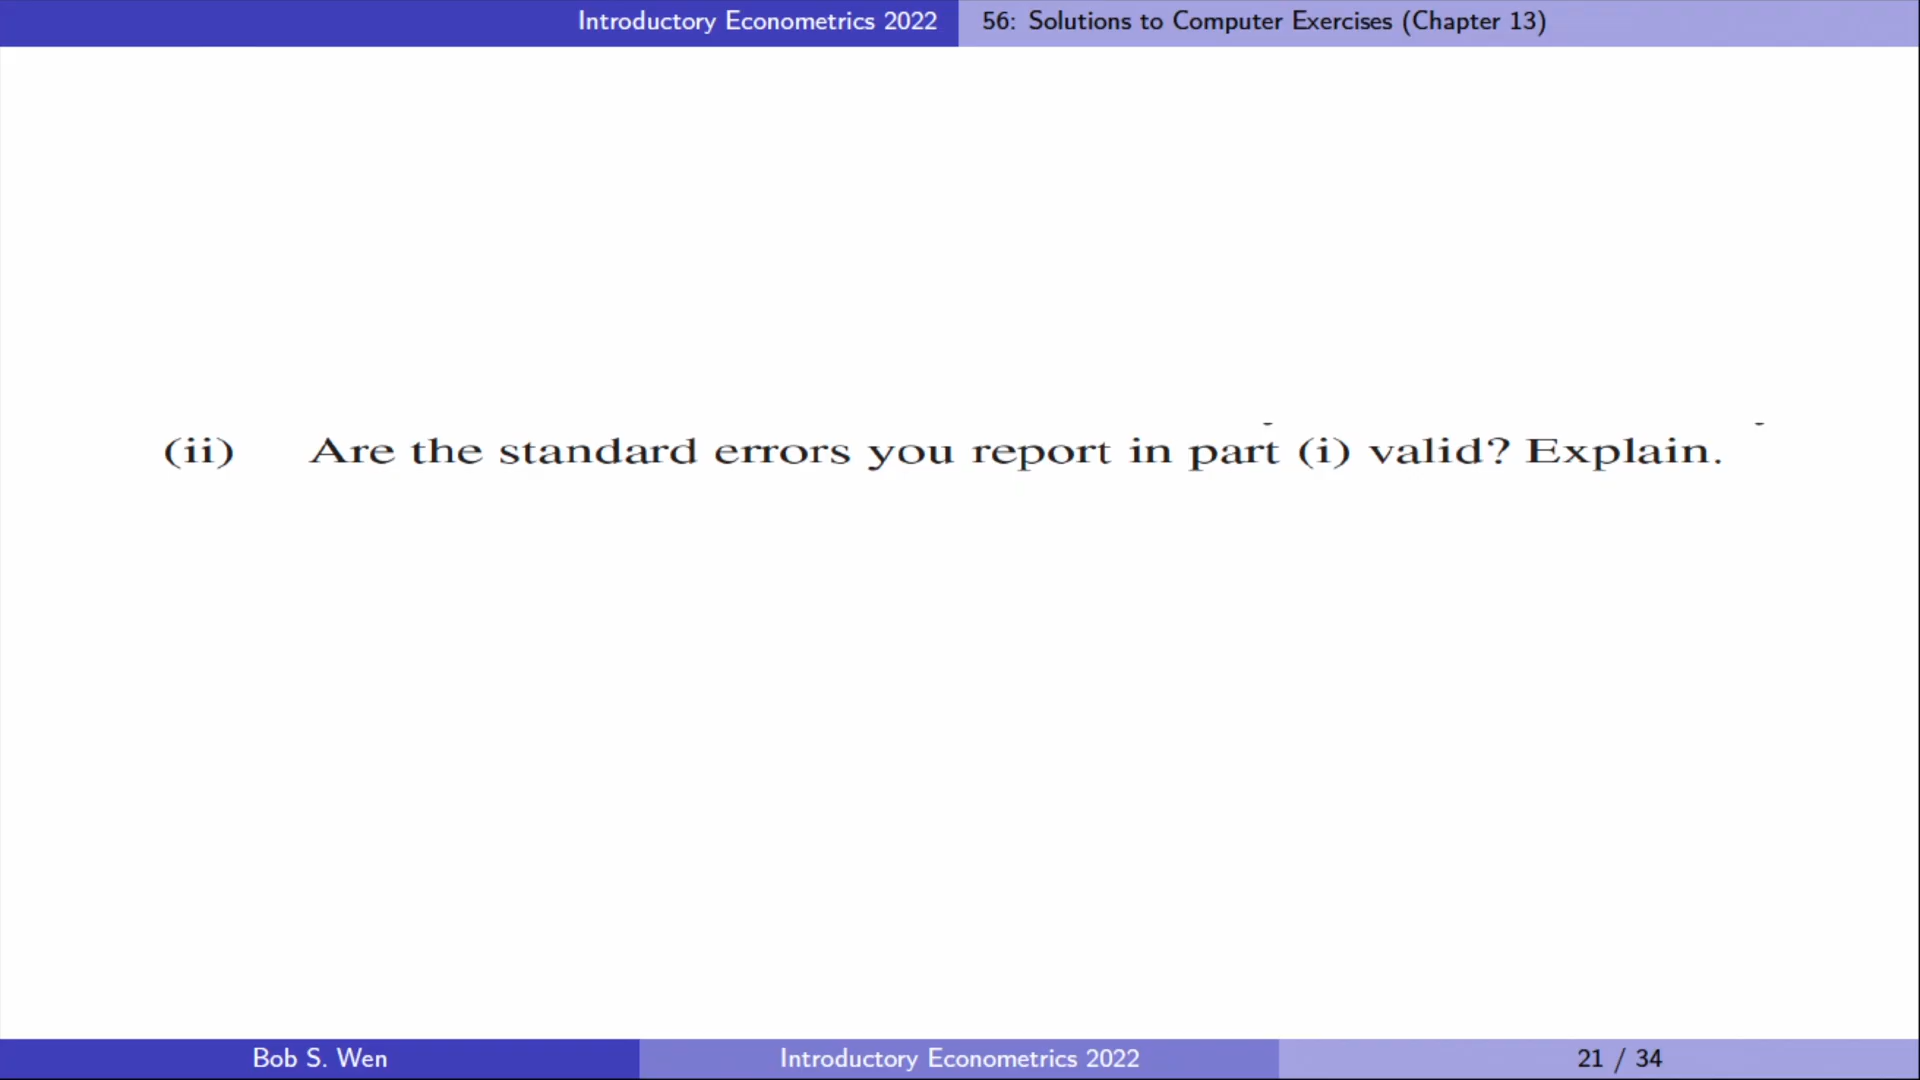 Introductory Econometrics 2022
56: Solutions to Computer Exercises (Chapter 13)
(ii) Are the standard errors you report in part (i) valid? Explain.
Bob S. Wen
Introductory Econometrics 2022
21 / 34